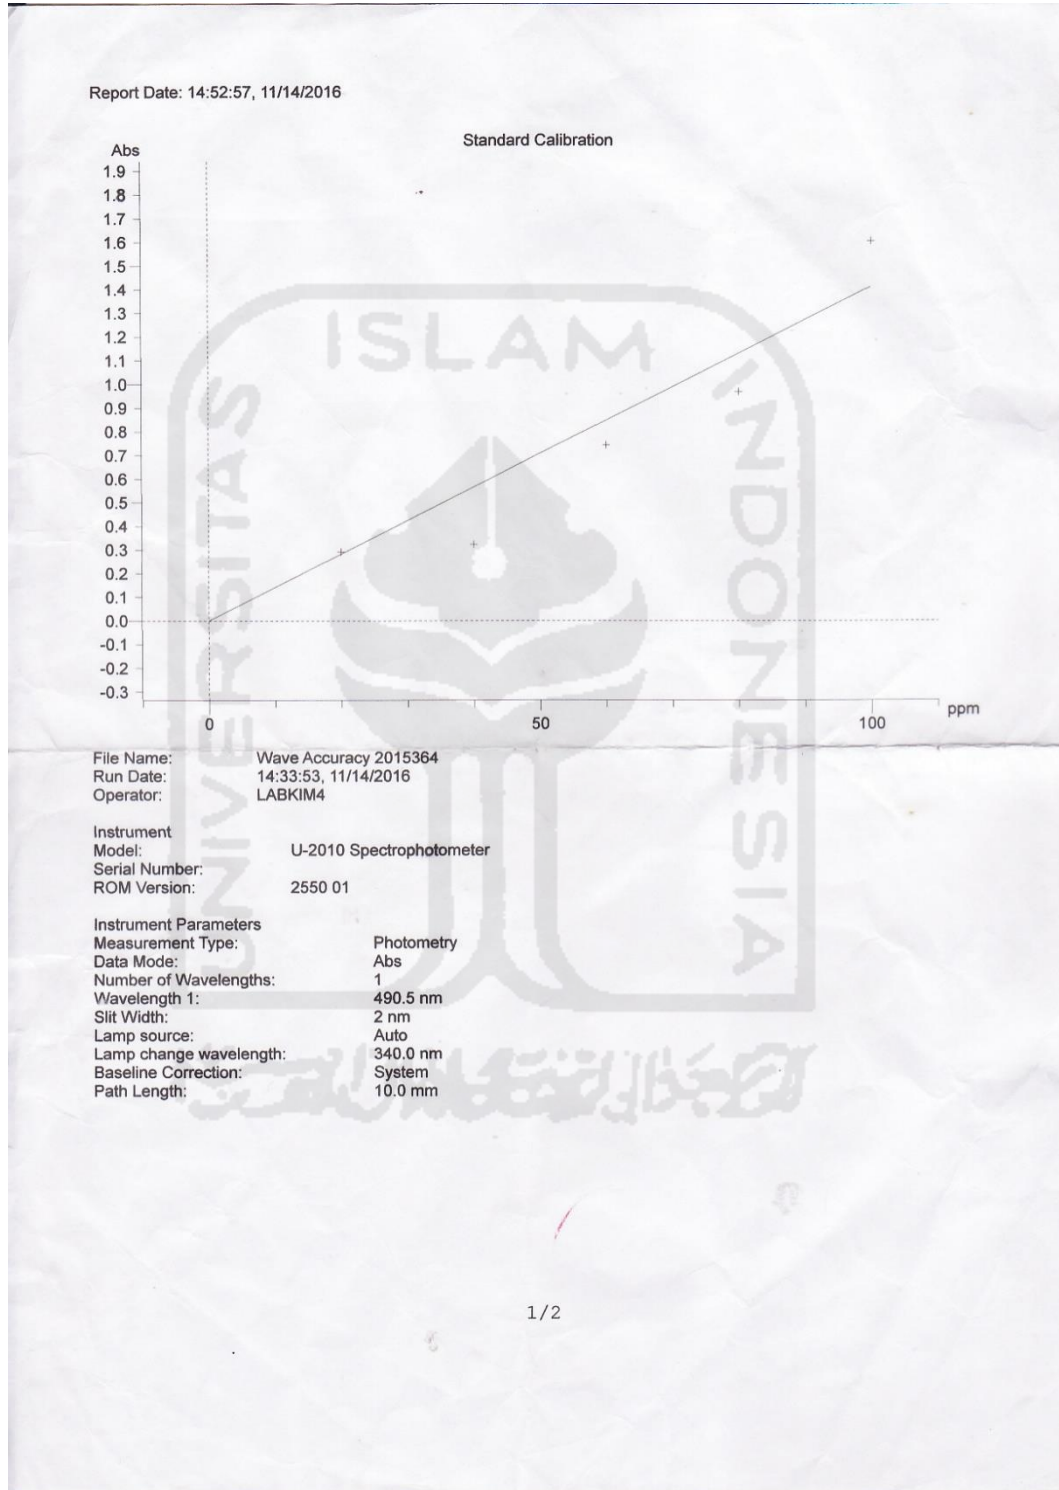 Report Date: 14:52:57, 11/14/2016
Standard Calibration
Abs
1.9
1.8
1.7
1.6
1.5
1.4
1.3
1.2
1.1
1.0
0.9
0.8
0.7
0.6
0.5
0.4
0.3
0.2
0.1
0.0
-0.1
-0.2
-0.3
0 50 100 ppm
UNIVERSITAS
ISLAM
INDONESIA
File Name: Wave Accuracy 2015364
Run Date: 14:33:53, 11/14/2016
Operator: LABKIM4
Instrument
Model: U-2010 Spectrophotometer
Serial Number:
ROM Version: 2550 01
Instrument Parameters
Measurement Type: Photometry
Data Mode: Abs
Number of Wavelengths: 1
Wavelength 1: 490.5 nm
Slit Width: 2 nm
Lamp source: Auto
Lamp change wavelength: 340.0 nm
Baseline Correction: System
Path Length: 10.0 mm
1/2